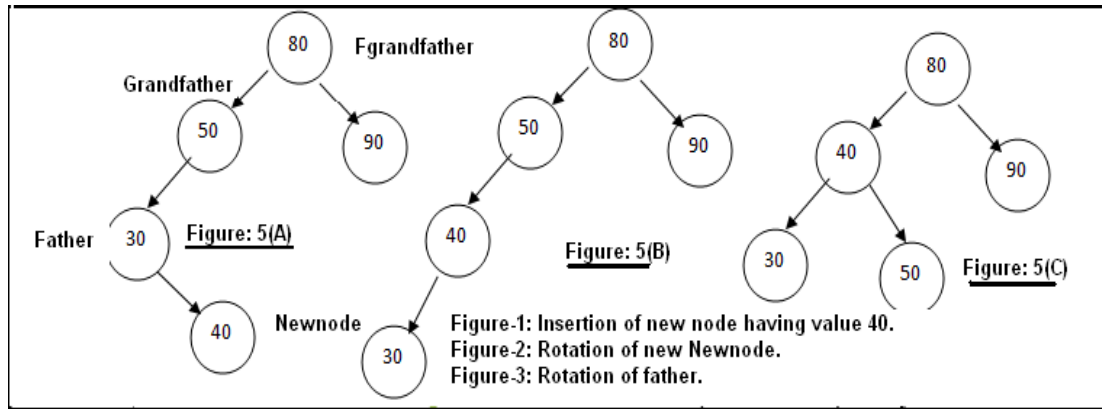 80
Fgrandfather
Grandfather
50
90
Father
30
Figure: 5(A)
40
Newnode
80
50
90
40
Figure: 5(B)
30
80
40
90
30
50
Figure: 5(C)
Figure-1: Insertion of new node having value 40.
Figure-2: Rotation of new Newnode.
Figure-3: Rotation of father.